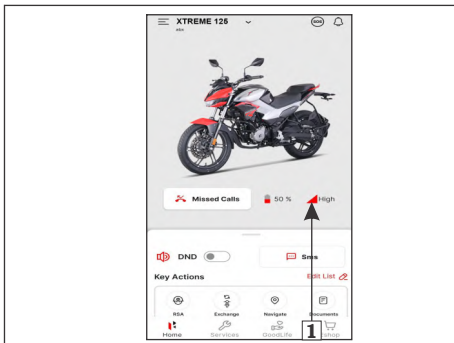 XTREME 125
SOS
Missed Calls
50 %
High
DND
Sms
Key Actions
Edit List
RSA
Exchange
Navigate
Documents
1
Home
Services
GoodLife
shop